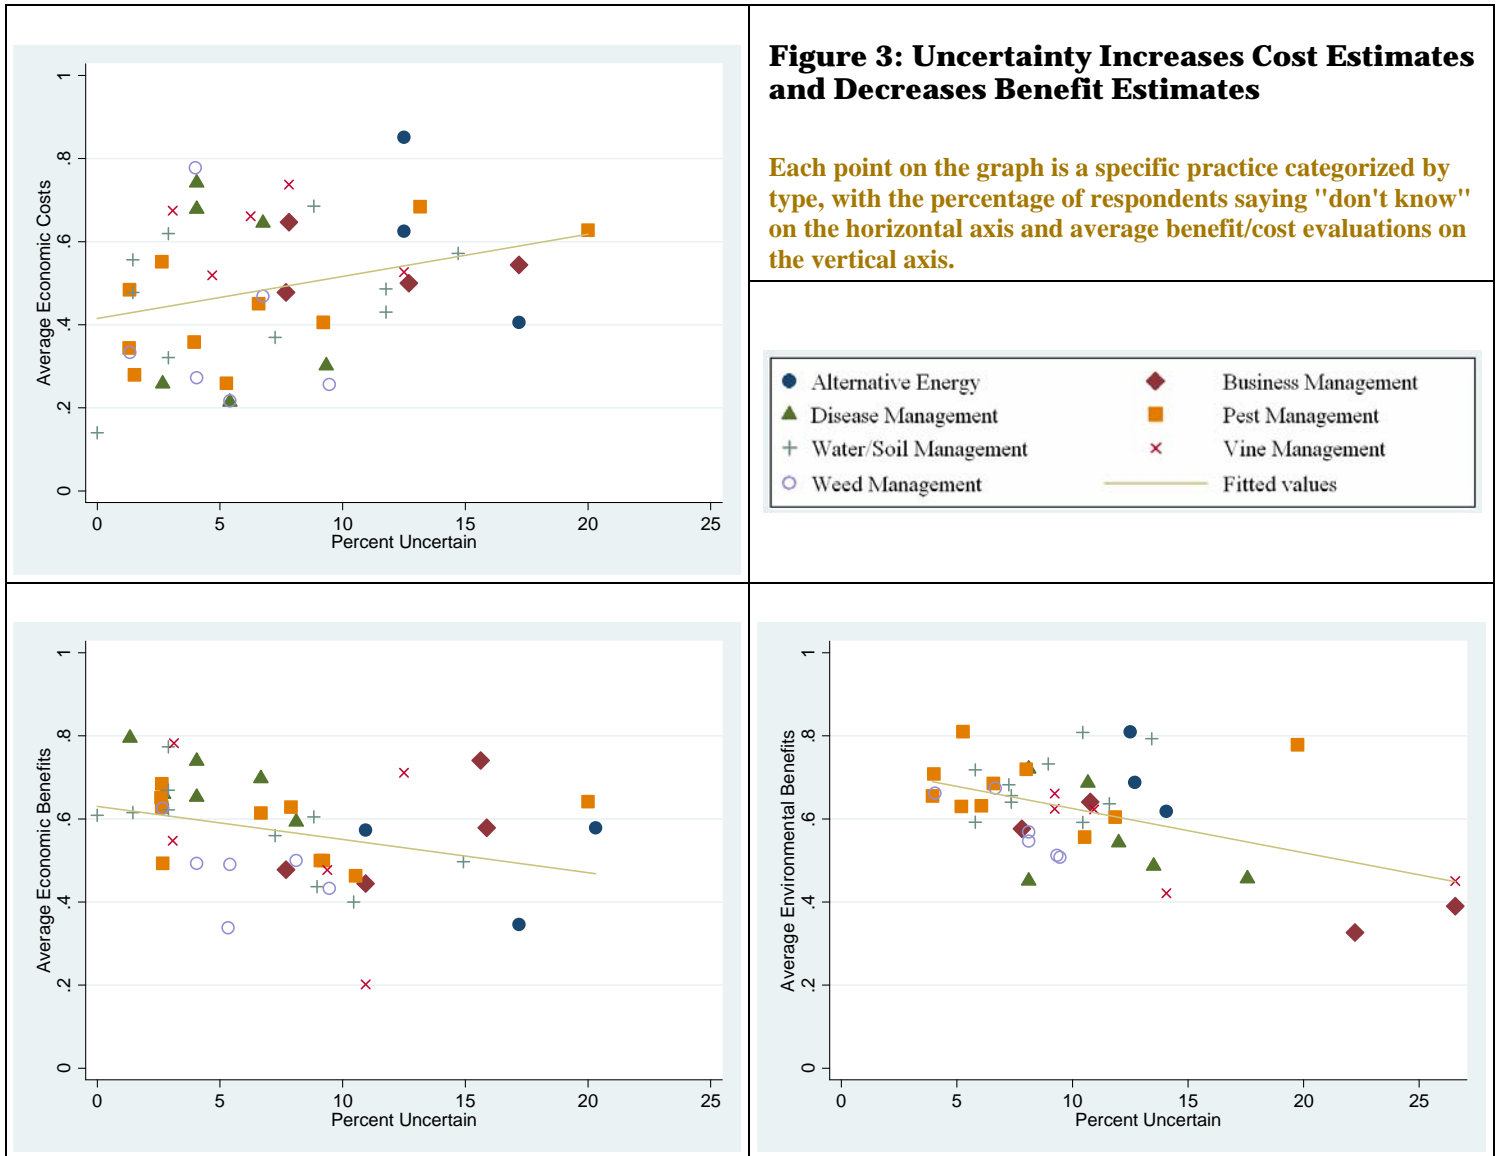 Figure 3: Uncertainty Increases Cost Estimates
and Decreases Benefit Estimates
Each point on the graph is a specific practice categorized by
type, with the percentage of respondents saying "don't know"
on the horizontal axis and average benefit/cost evaluations on
the vertical axis.
Average Economic Costs
1
.8
.6
.4
.2
0
0 5 10 15 20 25
Percent Uncertain
Alternative Energy Business Management
Disease Management Pest Management
Water/Soil Management Vine Management
Weed Management Fitted values
Average Economic Benefits
1
.8
.6
.4
.2
0
0 5 10 15 20 25
Percent Uncertain
Average Environmental Benefits
1
.8
.6
.4
.2
0
0 5 10 15 20 25
Percent Uncertain